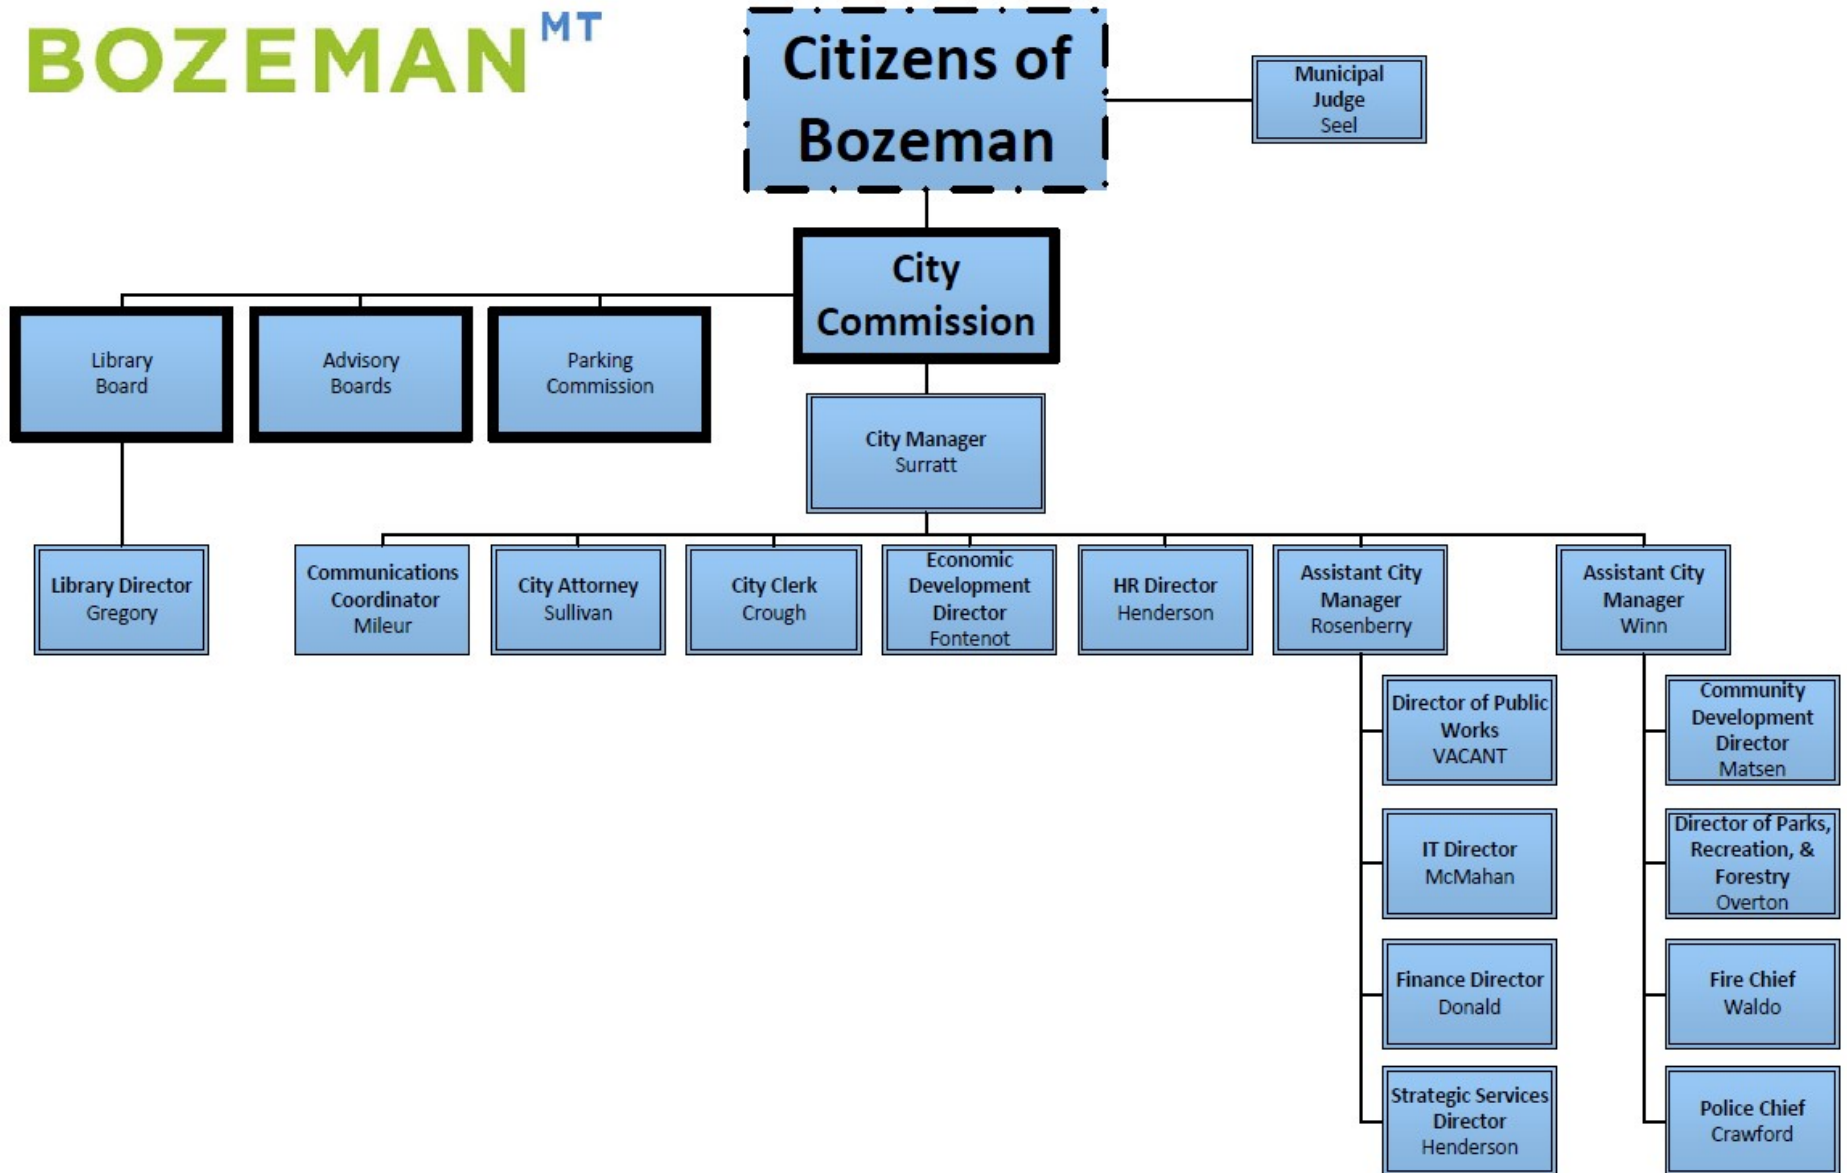 BOZEMAN MT
Citizens of
Bozeman
Municipal
Judge
Seel
City
Commission
Library
Board
Advisory
Boards
Parking
Commission
City Manager
Surratt
Library Director
Gregory
Communications
Coordinator
Mileur
City Attorney
Sullivan
City Clerk
Crough
Economic
Development
Director
Fontenot
HR Director
Henderson
Assistant City
Manager
Rosenberry
Assistant City
Manager
Winn
Director of Public
Works
VACANT
IT Director
McMahan
Finance Director
Donald
Strategic Services
Director
Henderson
Community
Development
Director
Matsen
Director of Parks,
Recreation, &
Forestry
Overton
Fire Chief
Waldo
Police Chief
Crawford